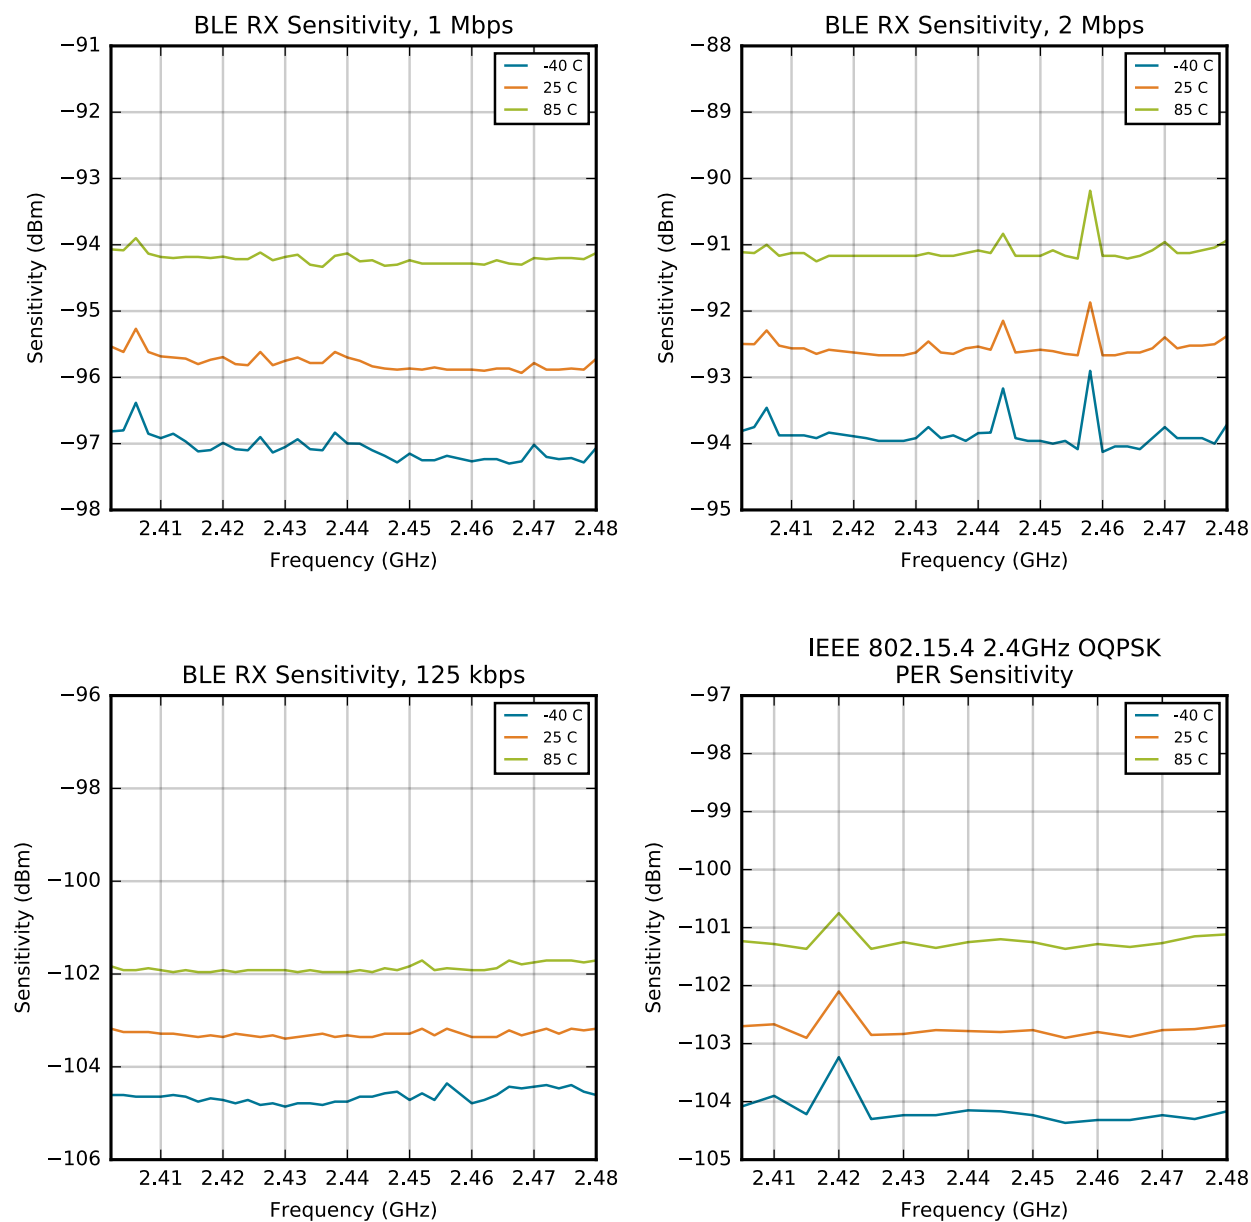 BLE RX Sensitivity, 1 Mbps
−91
−92
−93
−94
−95
−96
−97
−98
Sensitivity (dBm)
-40 C
25 C
85 C
2.41 2.42 2.43 2.44 2.45 2.46 2.47 2.48
Frequency (GHz)
BLE RX Sensitivity, 2 Mbps
−88
−89
−90
−91
−92
−93
−94
−95
Sensitivity (dBm)
-40 C
25 C
85 C
2.41 2.42 2.43 2.44 2.45 2.46 2.47 2.48
Frequency (GHz)
BLE RX Sensitivity, 125 kbps
−96
−98
−100
−102
−104
−106
Sensitivity (dBm)
-40 C
25 C
85 C
2.41 2.42 2.43 2.44 2.45 2.46 2.47 2.48
Frequency (GHz)
IEEE 802.15.4 2.4GHz OQPSK
PER Sensitivity
−97
−98
−99
−100
−101
−102
−103
−104
−105
Sensitivity (dBm)
-40 C
25 C
85 C
2.41 2.42 2.43 2.44 2.45 2.46 2.47 2.48
Frequency (GHz)